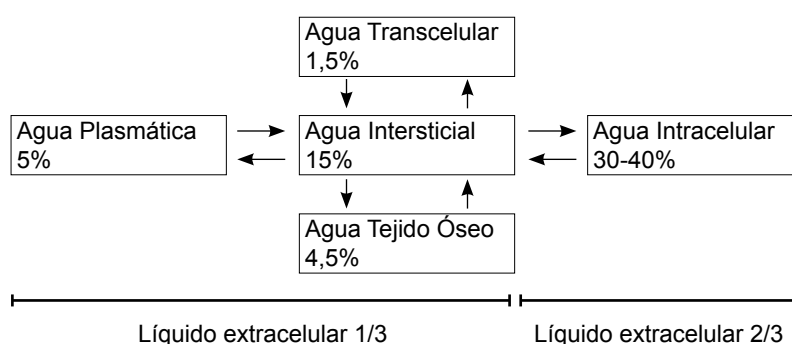 Agua Transcelular
1,5%
Agua Plasmática
5%
Agua Intersticial
15%
Agua Intracelular
30-40%
Agua Tejido Óseo
4,5%
Líquido extracelular 1/3
Líquido extracelular 2/3